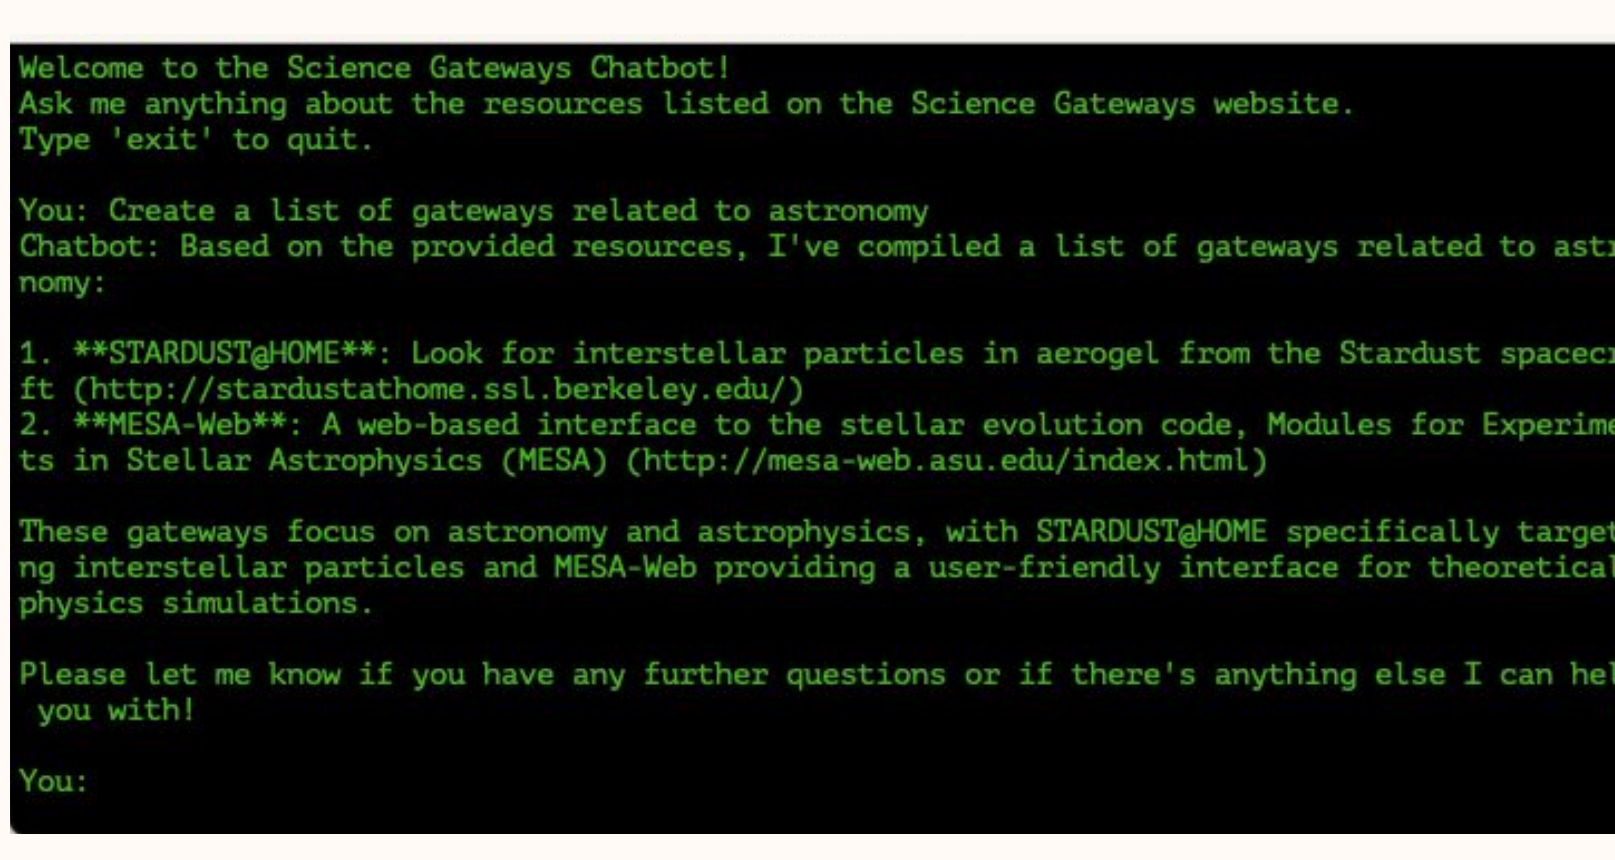 Welcome to the Science Gateways Chatbot!
Ask me anything about the resources listed on the Science Gateways website.
Type 'exit' to quit.
You: Create a list of gateways related to astronomy
Chatbot: Based on the provided resources, I've compiled a list of gateways related to astr
nomy:
1. **STARDUST@HOME**: Look for interstellar particles in aerogel from the Stardust spacecr
ft (http://stardustathome.ssl.berkeley.edu/)
2. **MESA-Web**: A web-based interface to the stellar evolution code, Modules for Experime
ts in Stellar Astrophysics (MESA) (http://mesa-web.asu.edu/index.html)
These gateways focus on astronomy and astrophysics, with STARDUST@HOME specifically target
ng interstellar particles and MESA-Web providing a user-friendly interface for theoretical
physics simulations.
Please let me know if you have any further questions or if there's anything else I can hel
you with!
You: